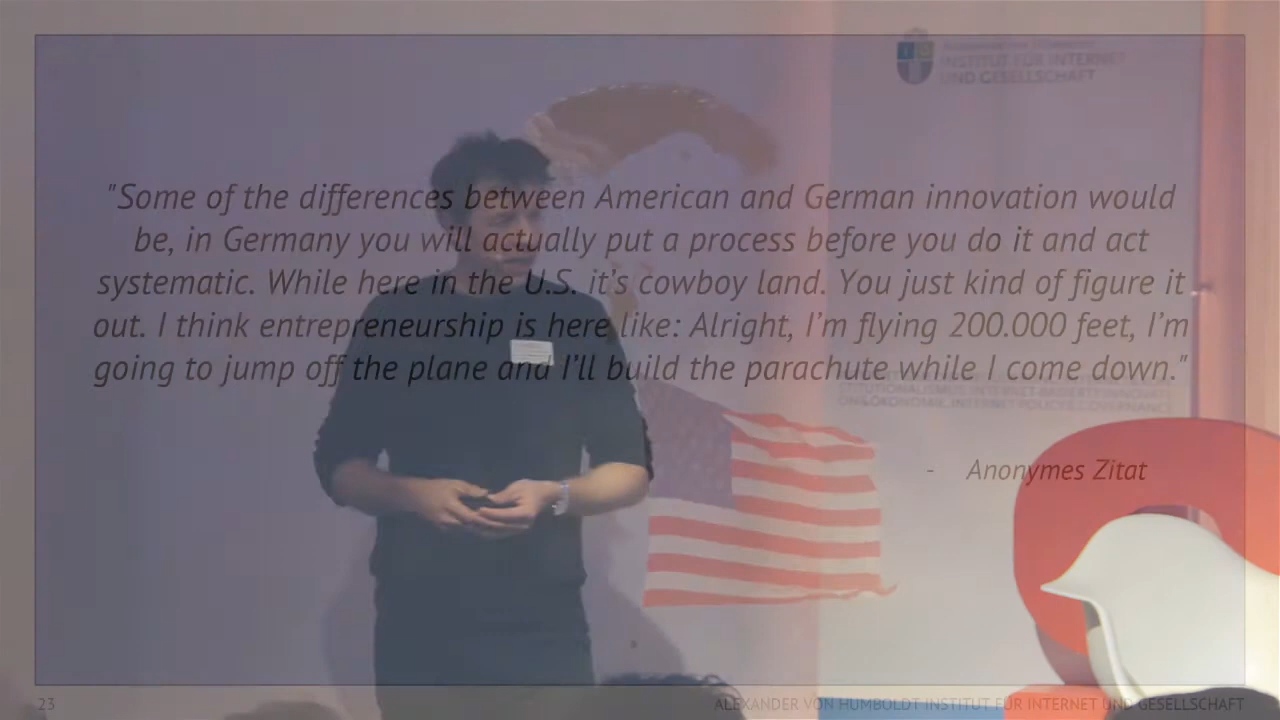 INSTITUT FÜR INTERNET
UND GESELLSCHAFT
"Some of the differences between American and German innovation would
be, in Germany you will actually put a process before you do it and act
systematic. While here in the U.S. it's cowboy land. You just kind of figure it
out. I think entrepreneurship is here like: Alright, I'm flying 200.000 feet, I'm
going to jump off the plane and I'll build the parachute while I come down."
- Anonymes Zitat
23
ALEXANDER VON HUMBOLDT INSTITUT FÜR INTERNET UND GESELLSCHAFT